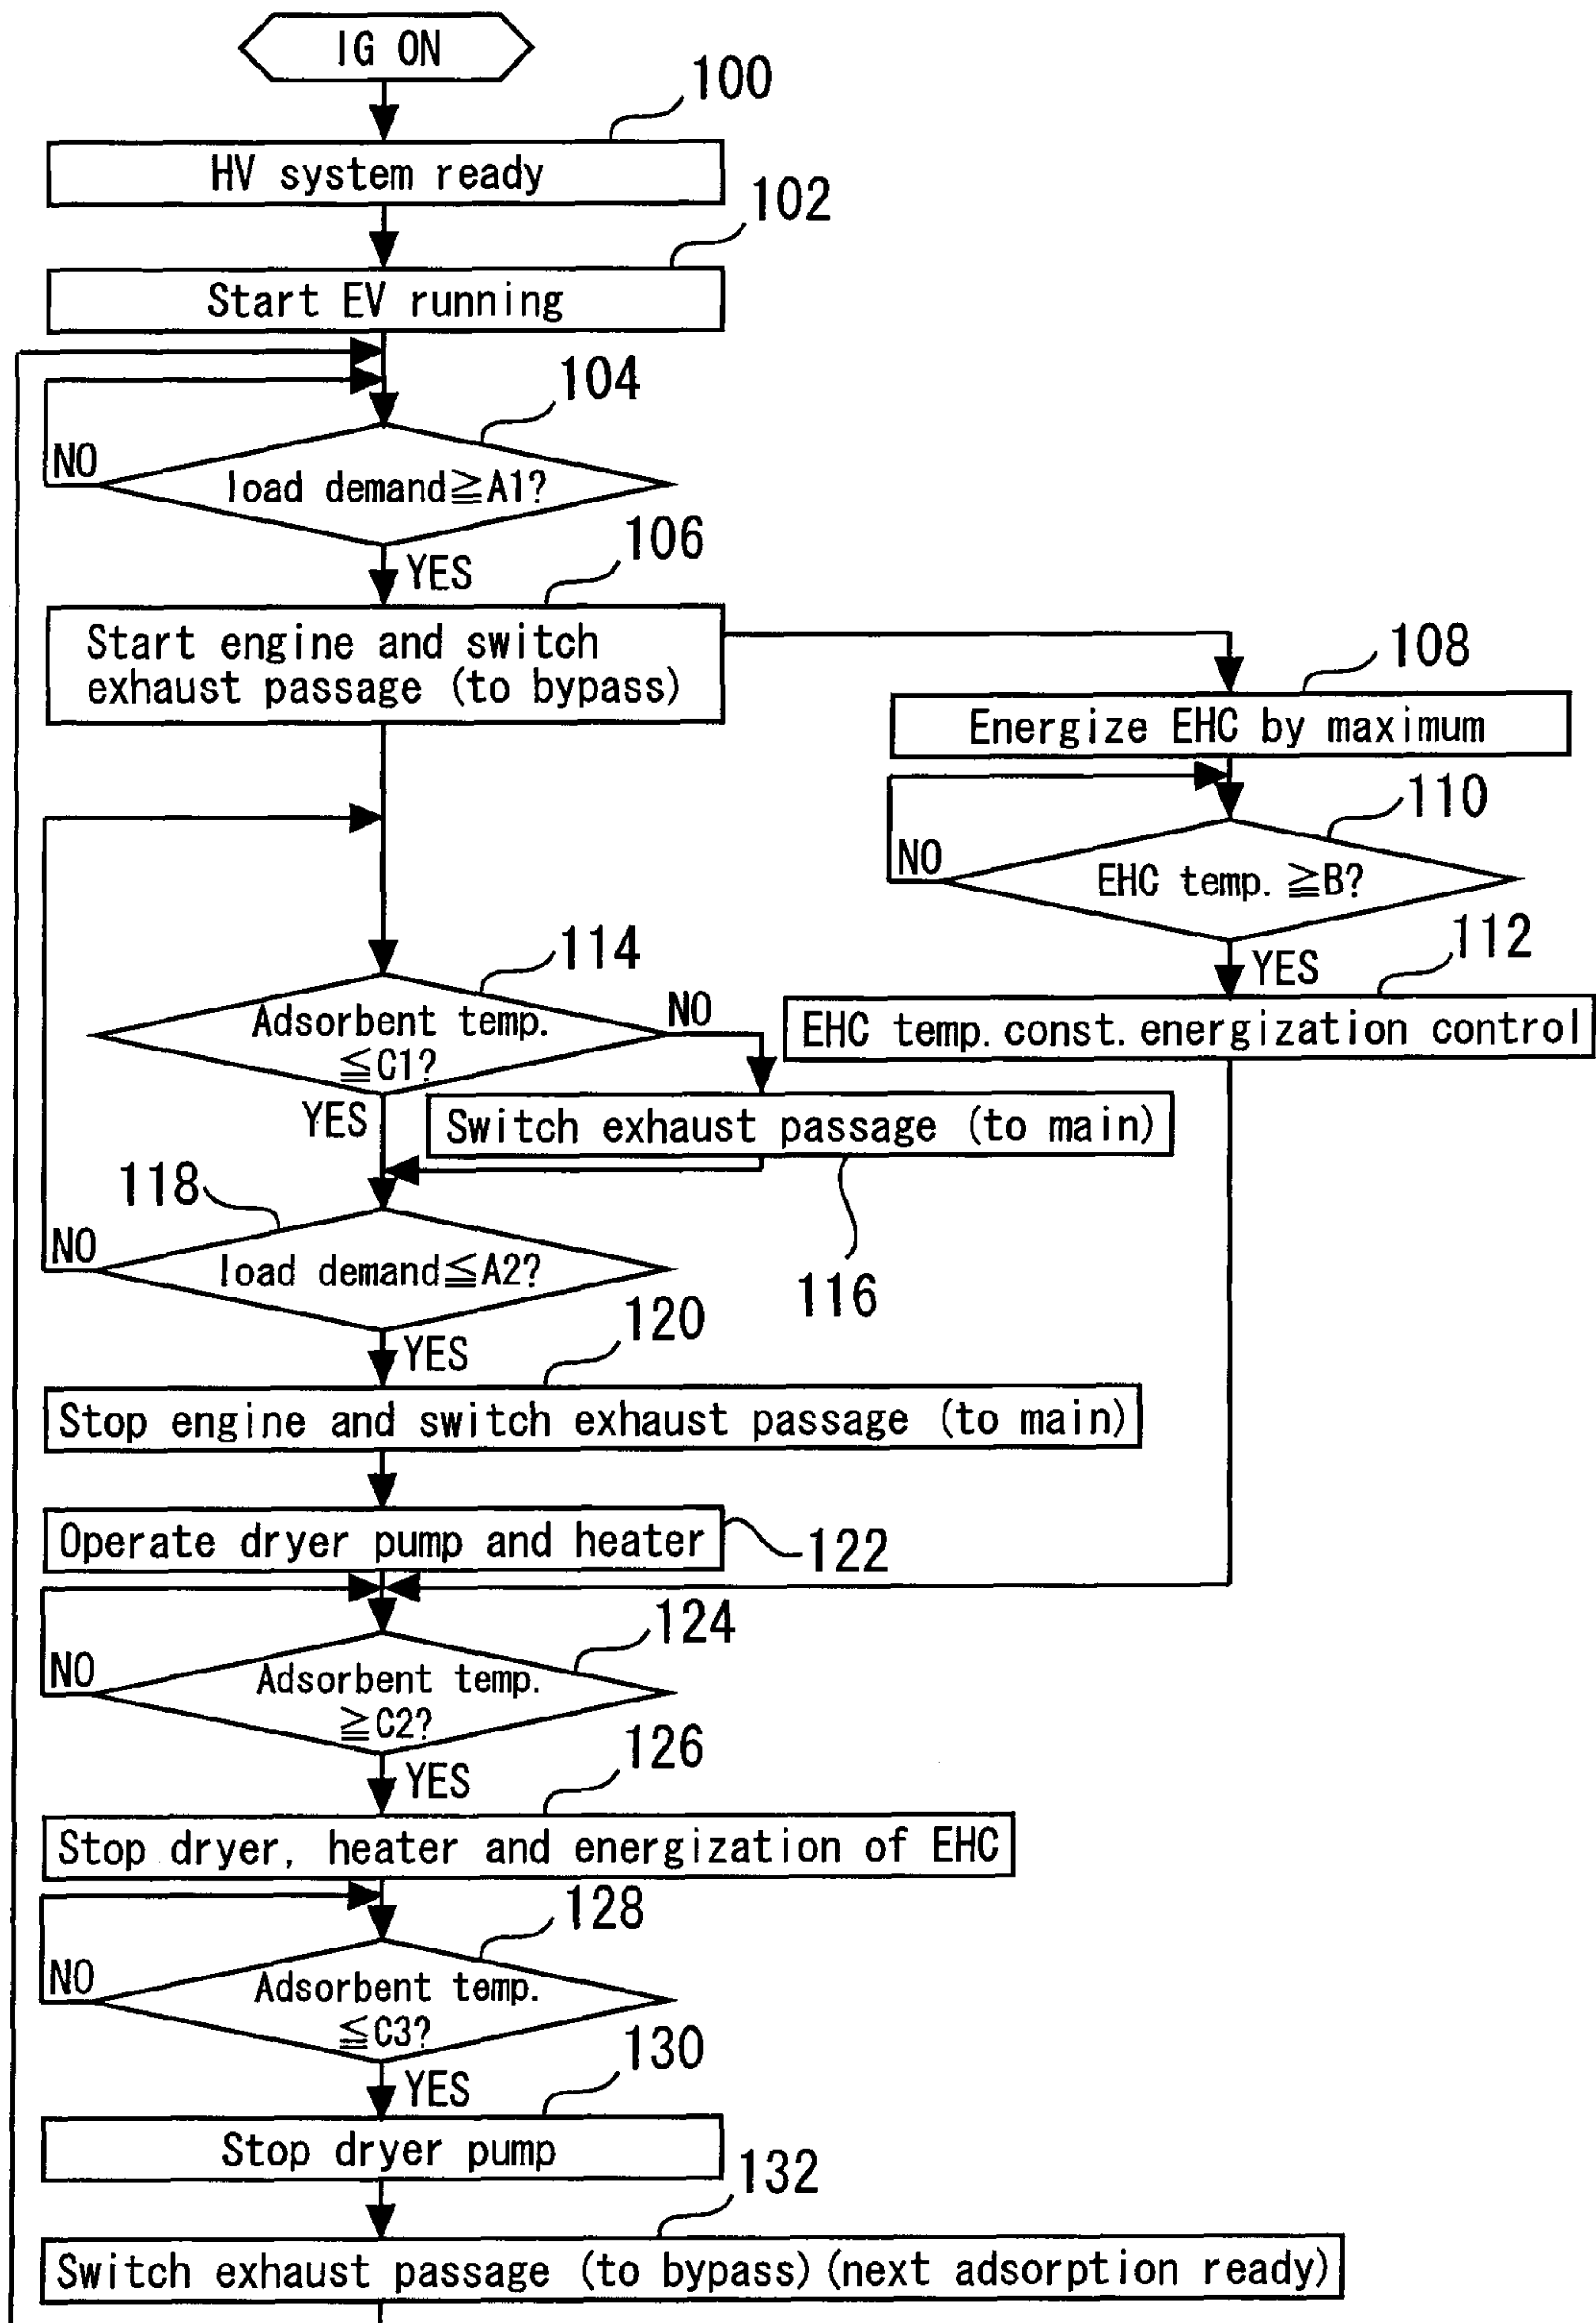 IG ON
100
HV system ready
102
Start EV running
104
NO
load demand≧A1?
YES
106
Start engine and switch
exhaust passage (to bypass)
108
Energize EHC by maximum
110
NO
EHC temp. ≧B?
YES
112
EHC temp. const. energization control
114
Adsorbent temp.
≦C1?
NO
YES
Switch exhaust passage (to main)
116
118
NO
load demand≦A2?
YES
120
Stop engine and switch exhaust passage (to main)
Operate dryer pump and heater
122
124
NO
Adsorbent temp.
≧C2?
YES
126
Stop dryer, heater and energization of EHC
128
NO
Adsorbent temp.
≦C3?
YES
130
Stop dryer pump
132
Switch exhaust passage (to bypass) (next adsorption ready)